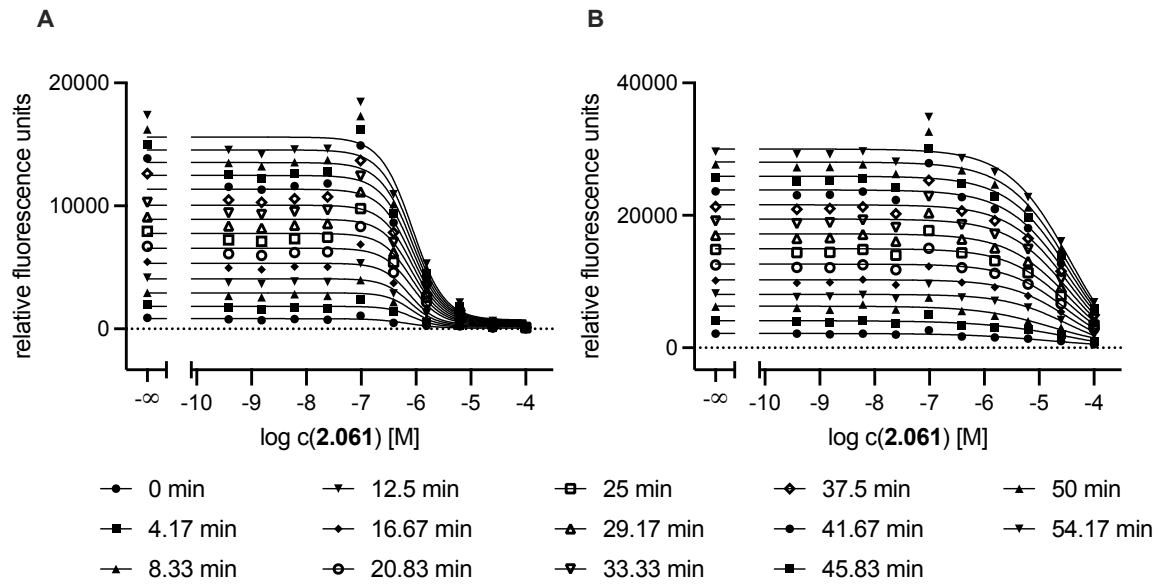 A
B
relative fluorescence units
20000
10000
0
-∞
-10
-9
-8
-7
-6
-5
-4
log c(2.061) [M]
relative fluorescence units
40000
20000
0
-∞
-10
-9
-8
-7
-6
-5
-4
log c(2.061) [M]
0 min
12.5 min
25 min
37.5 min
50 min
4.17 min
16.67 min
29.17 min
41.67 min
54.17 min
8.33 min
20.83 min
33.33 min
45.83 min